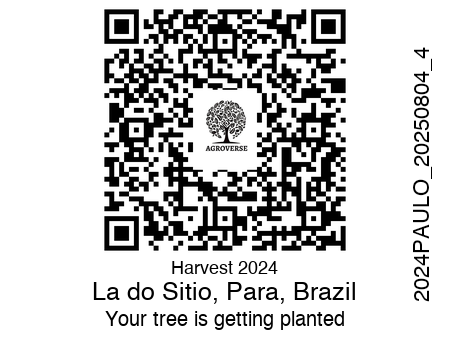 AGROVERSE
Harvest 2024
La do Sitio, Para, Brazil
Your tree is getting planted
2024PAULO_20250804_4